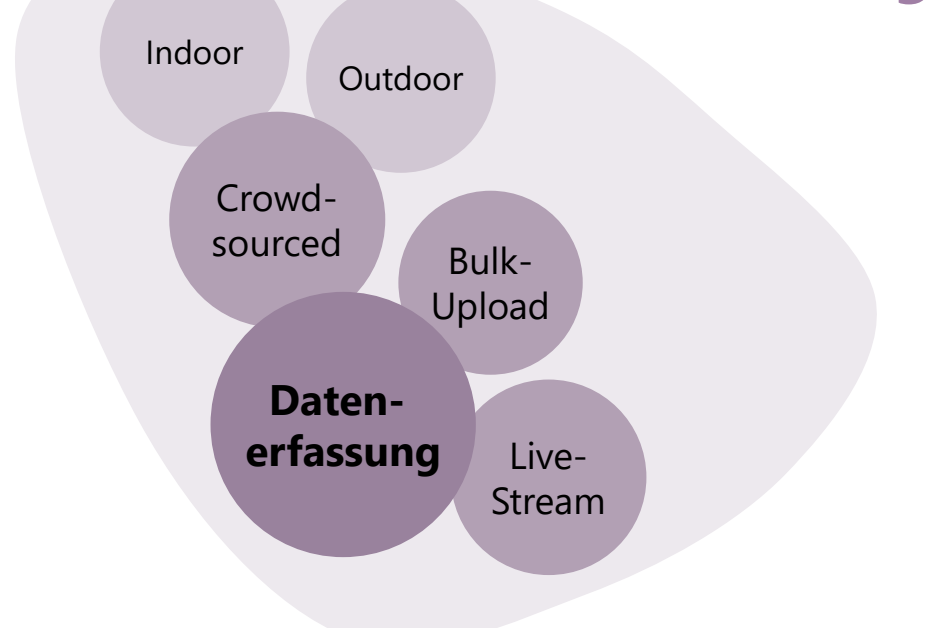 Indoor
Outdoor
Crowd-
sourced
Bulk-
Upload
Daten-
erfassung
Live-
Stream